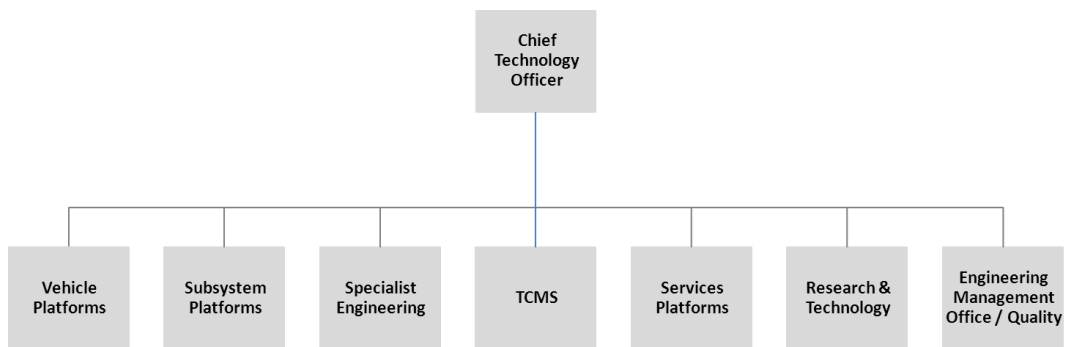 Chief
Technology
Officer
Vehicle
Platforms
Subsystem
Platforms
Specialist
Engineering
TCMS
Services
Platforms
Research &
Technology
Engineering
Management
Office / Quality